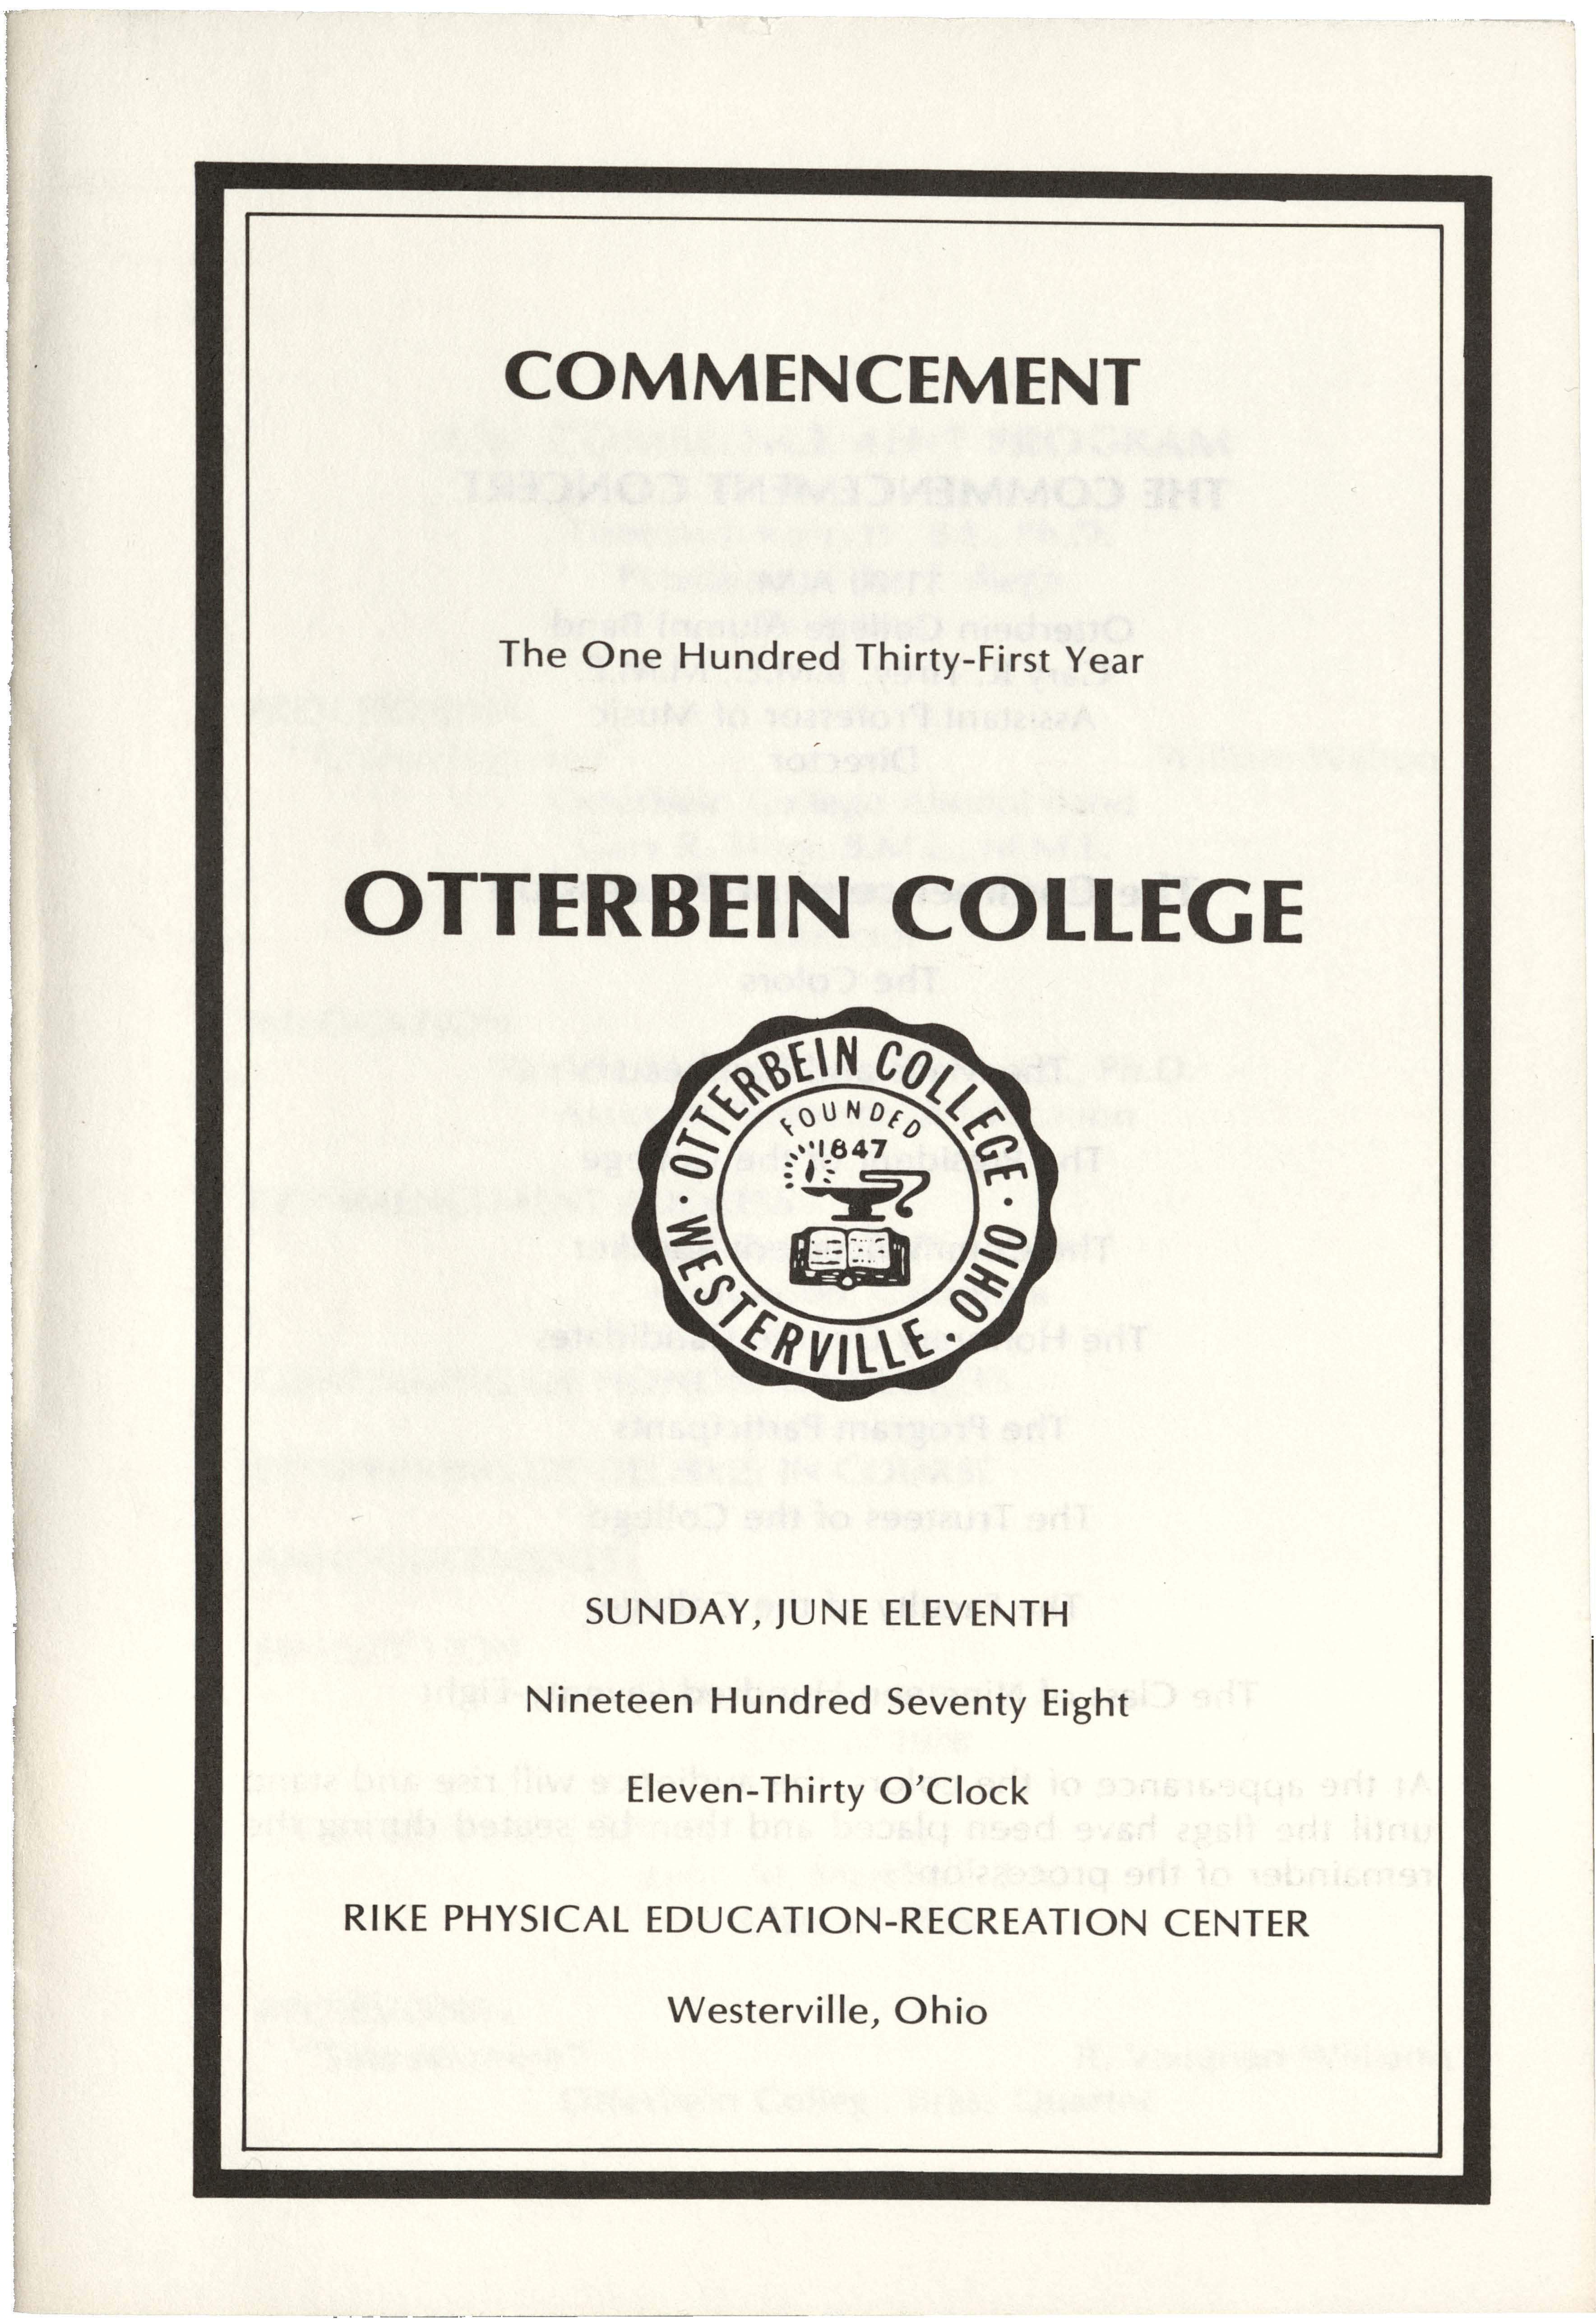 COMMENCEMENT
The One Hundred Thirty-First Year
OTTERBEIN COLLEGE
· OTTERBEIN COLLEGE ·
FOUNDED
1847
WESTERVILLE, OHIO
SUNDAY, JUNE ELEVENTH
Nineteen Hundred Seventy Eight
Eleven-Thirty O'Clock
RIKE PHYSICAL EDUCATION-RECREATION CENTER
Westerville, Ohio